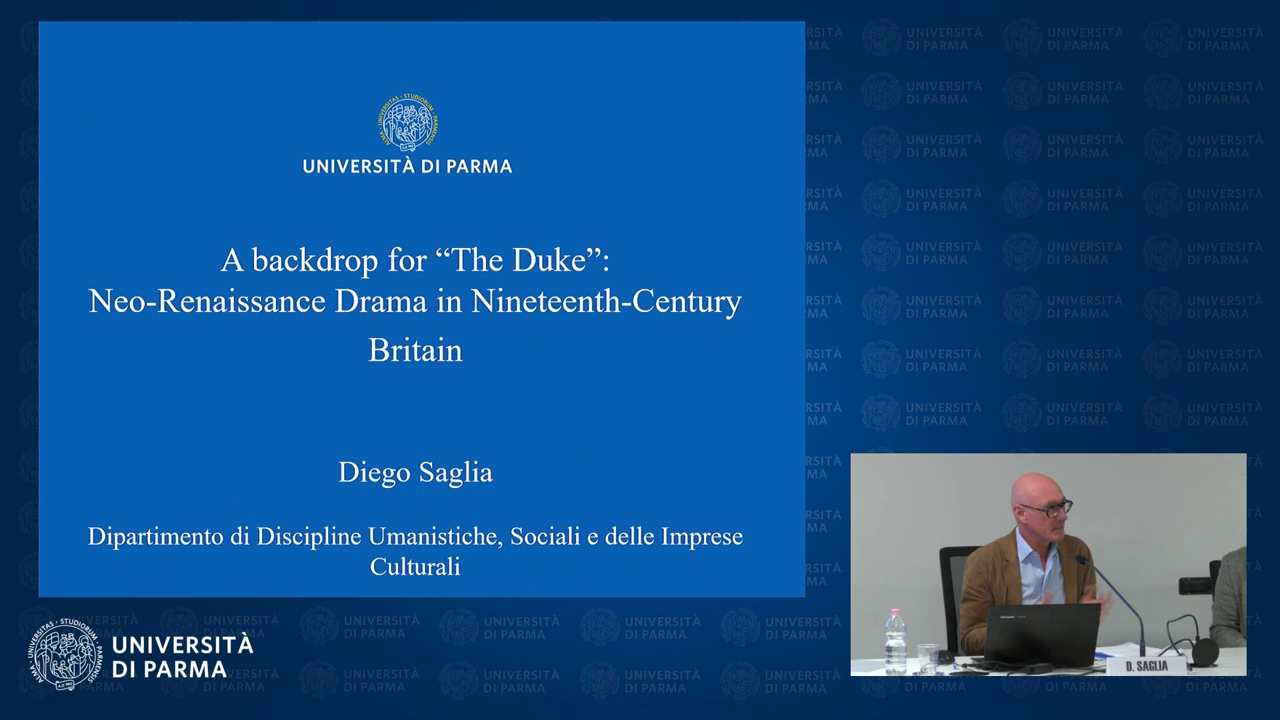 UNIVERSITÀ DI PARMA
A backdrop for “The Duke”:
Neo-Renaissance Drama in Nineteenth-Century
Britain
Diego Saglia
Dipartimento di Discipline Umanistiche, Sociali e delle Imprese
Culturali
D. SAGLIA
UNIVERSITÀ
DI PARMA